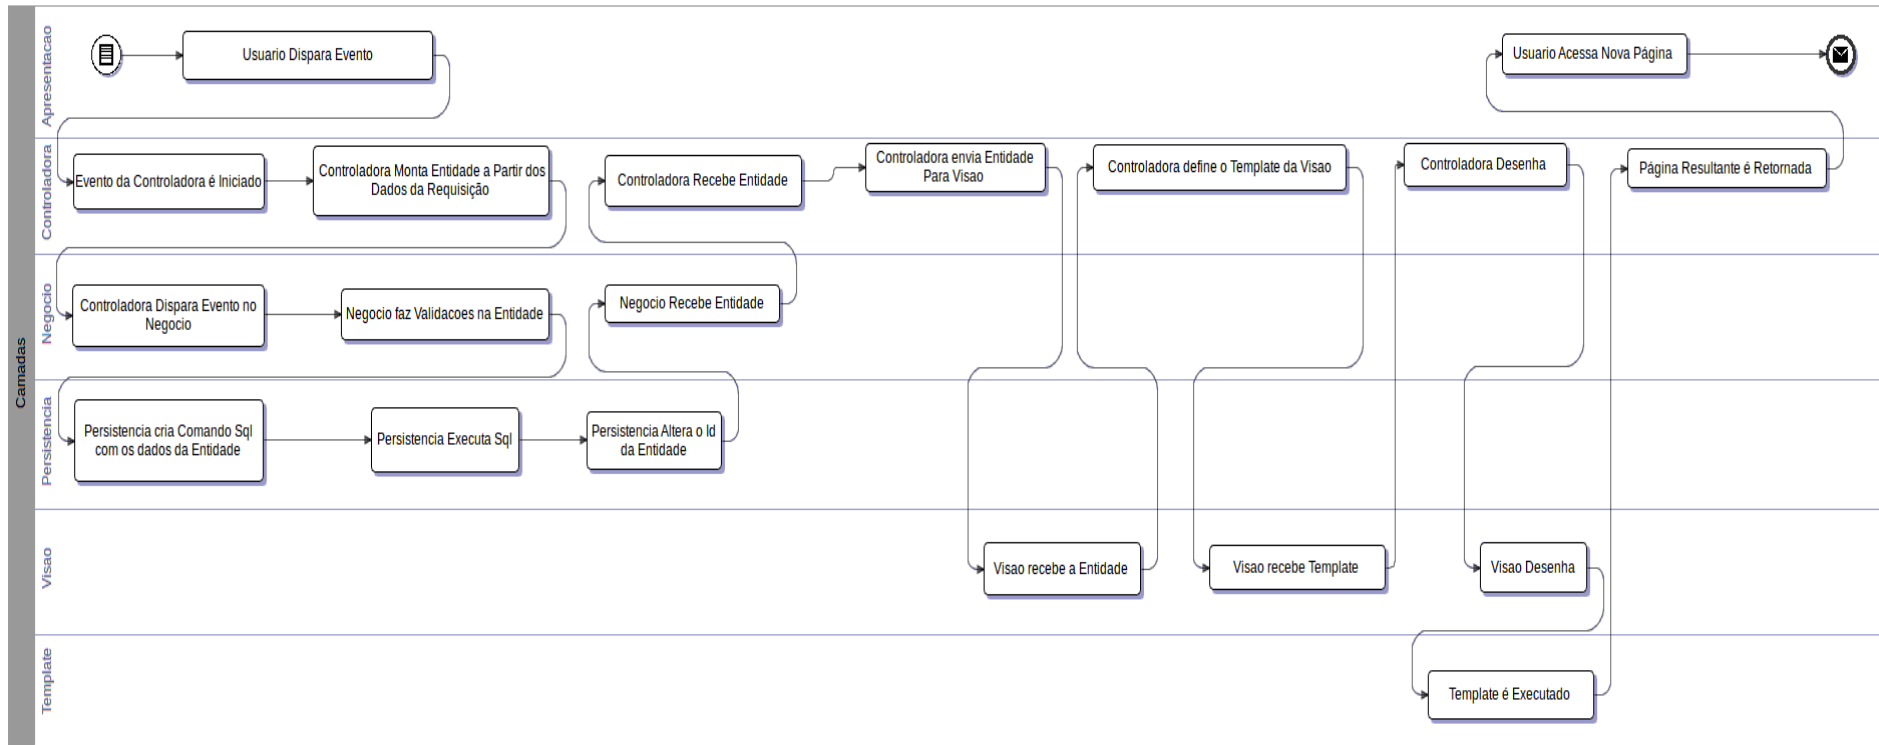 Camadas
Apresentacao
Usuario Dispara Evento
Usuario Acessa Nova Página
Controladora
Evento da Controladora é Iniciado
Controladora Monta Entidade a Partir dos
Dados da Requisição
Controladora Recebe Entidade
Controladora envia Entidade
Para Visao
Controladora define o Template da Visao
Controladora Desenha
Página Resultante é Retornada
Negocio
Controladora Dispara Evento no
Negocio
Negocio faz Validacoes na Entidade
Negocio Recebe Entidade
Persistencia
Persistencia cria Comando Sql
com os dados da Entidade
Persistencia Executa Sql
Persistencia Altera o Id
da Entidade
Visao
Visao recebe a Entidade
Visao recebe Template
Visao Desenha
Template
Template é Executado